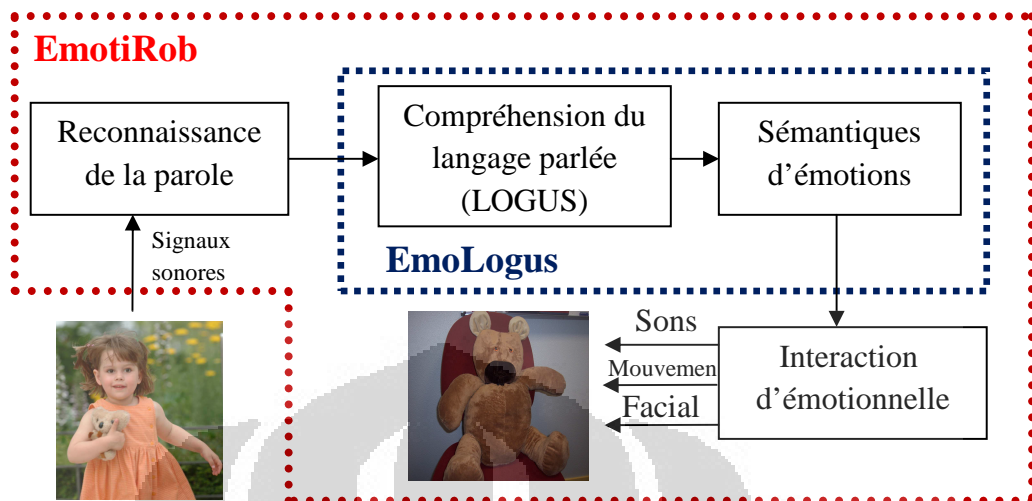 EmotiRob
Reconnaissance
de la parole
Compréhension du
langage parlée
(LOGUS)
Sémantiques
d’émotions
EmoLogus
Signaux
sonores
Sons
Mouvemen
Facial
Interaction
d’émotionnelle